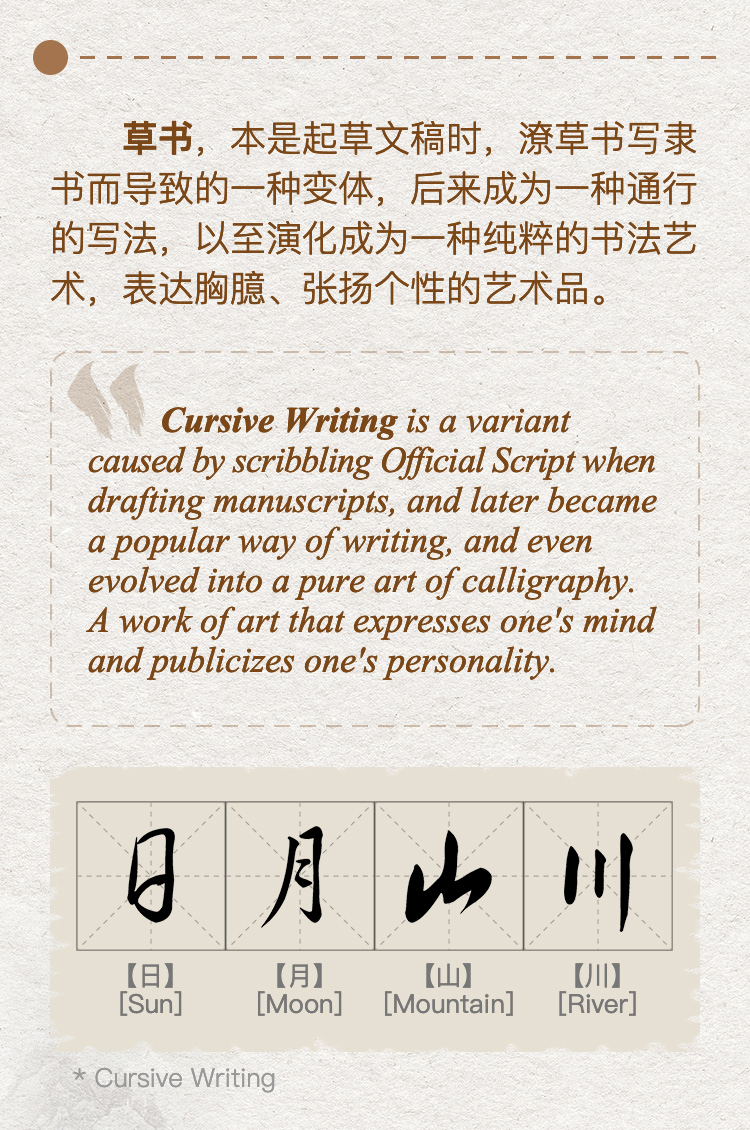 草书，本是起草文稿时，潦草书写隶
书而导致的一种变体，后来成为一种通行
的写法，以至演化成为一种纯粹的书法艺
术，表达胸臆、张扬个性的艺术品。
Cursive Writing is a variant
caused by scribbling Official Script when
drafting manuscripts, and later became
a popular way of writing, and even
evolved into a pure art of calligraphy.
A work of art that expresses one's mind
and publicizes one's personality.
日 月 山 川
【日】 【月】 【山】 【川】
[Sun] [Moon] [Mountain] [River]
* Cursive Writing